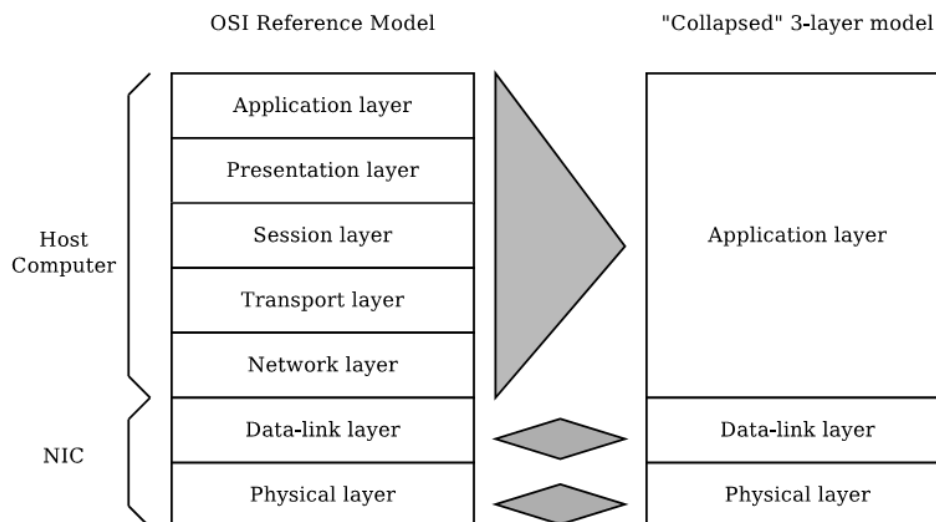 OSI Reference Model
"Collapsed" 3-layer model
Application layer
Presentation layer
Session layer
Transport layer
Network layer
Data-link layer
Physical layer
Host
Computer
NIC
Application layer
Data-link layer
Physical layer